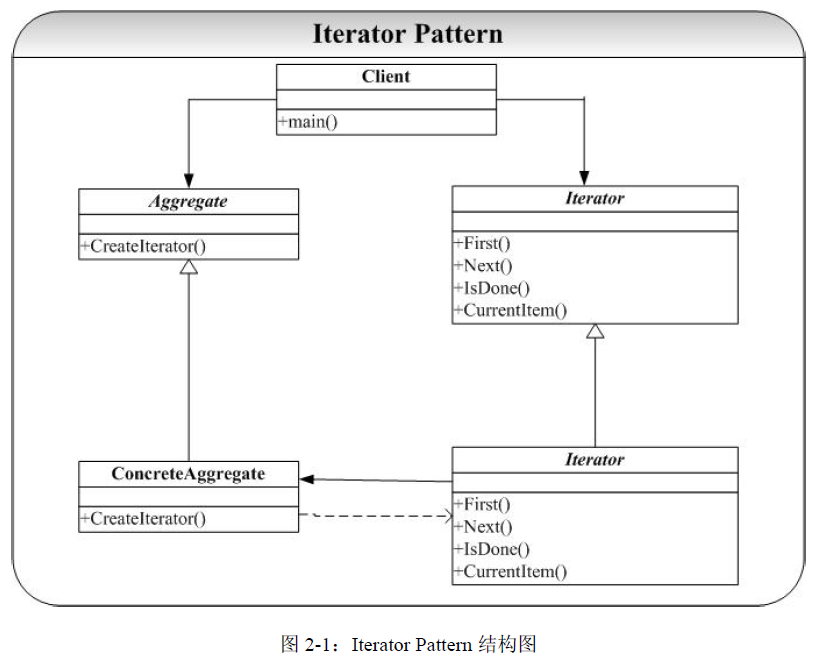 Iterator Pattern
Client
+main()
Aggregate
+CreateIterator()
Iterator
+First()
+Next()
+IsDone()
+CurrentItem()
ConcreteAggregate
+CreateIterator()
Iterator
+First()
+Next()
+IsDone()
+CurrentItem()
图 2-1：Iterator Pattern 结构图